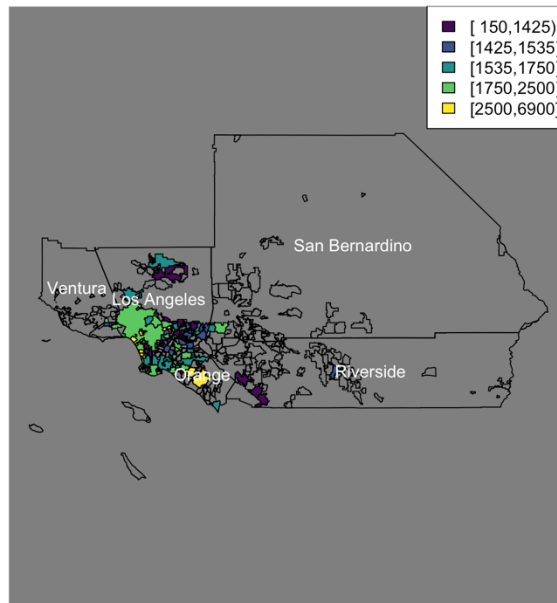 [ 150,1425)
[1425,1535)
[1535,1750)
[1750,2500)
[2500,6900]
San Bernardino
Ventura
Los Angeles
Orange
Riverside